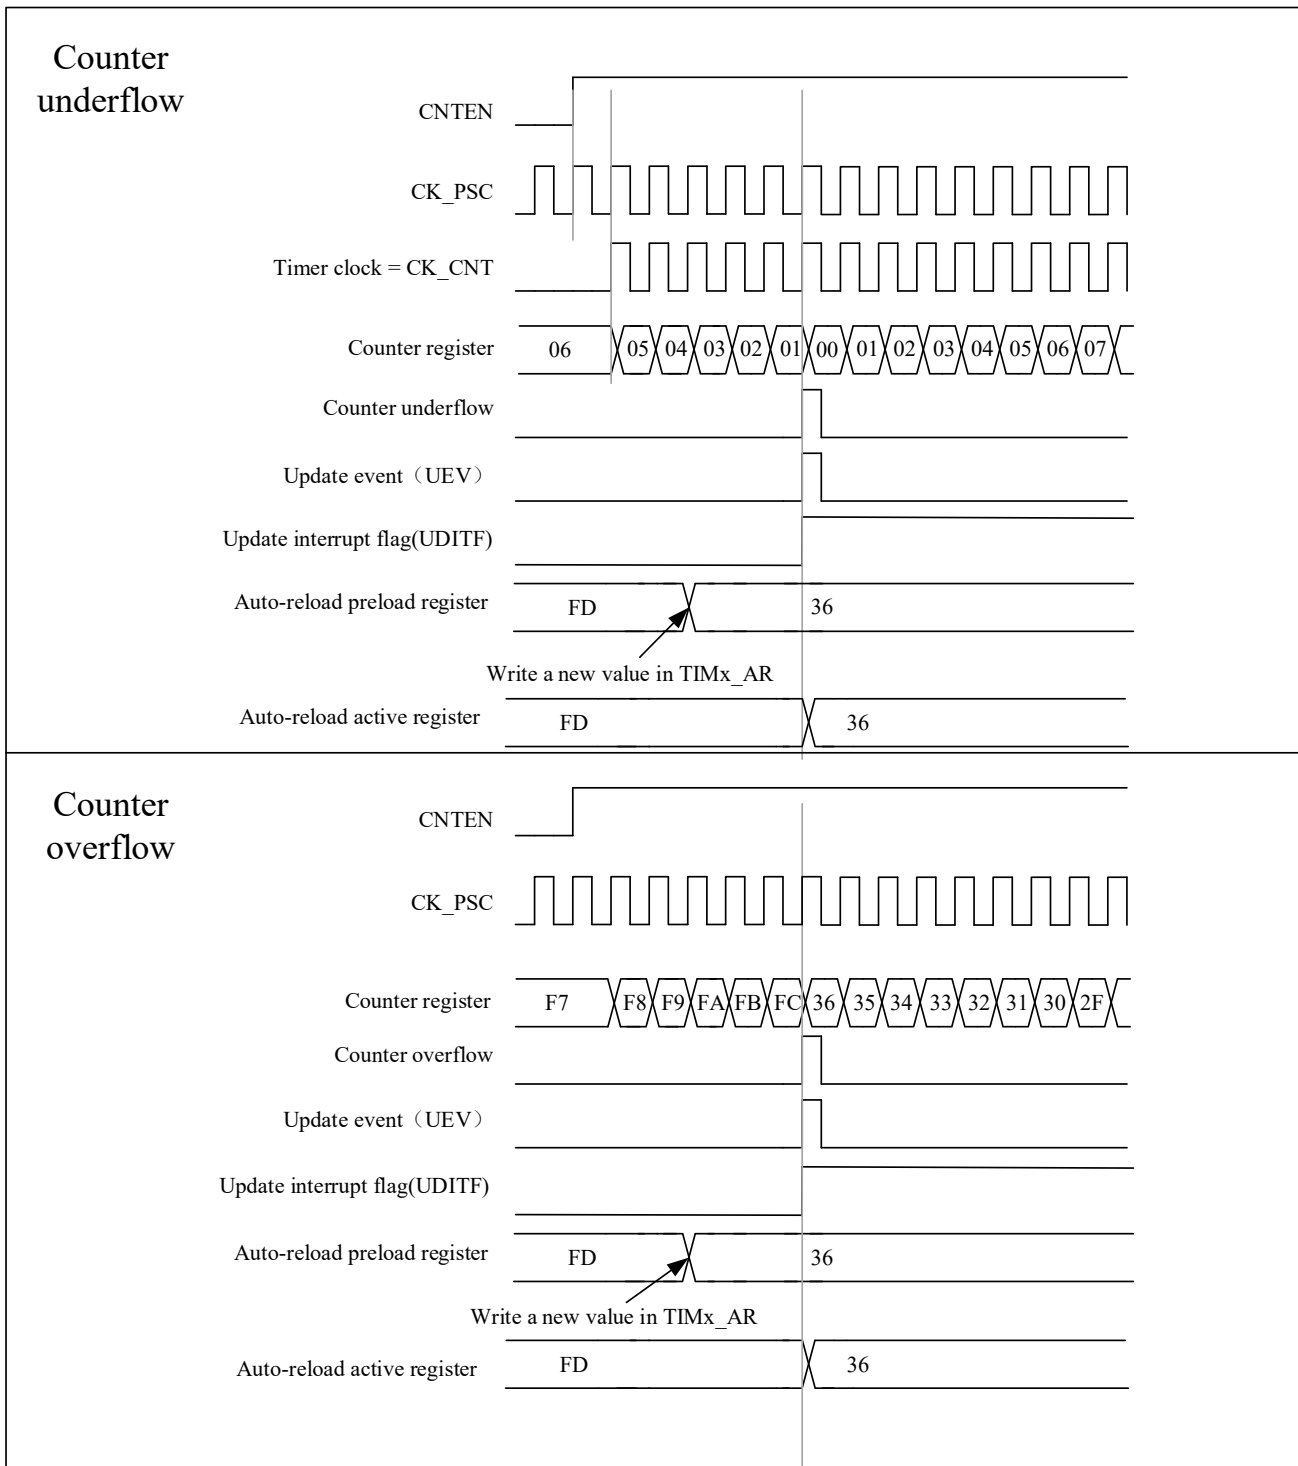 Counter
underflow
CNTEN
CK_PSC
Timer clock = CK_CNT
Counter register 06 05 04 03 02 01 00 01 02 03 04 05 06 07
Counter underflow
Update event（UEV）
Update interrupt flag(UDITF)
Auto-reload preload register FD 36
Write a new value in TIMx_AR
Auto-reload active register FD 36
Counter
overflow
CNTEN
CK_PSC
Counter register F7 F8 F9 FA FB FC 36 35 34 33 32 31 30 2F
Counter overflow
Update event（UEV）
Update interrupt flag(UDITF)
Auto-reload preload register FD 36
Write a new value in TIMx_AR
Auto-reload active register FD 36